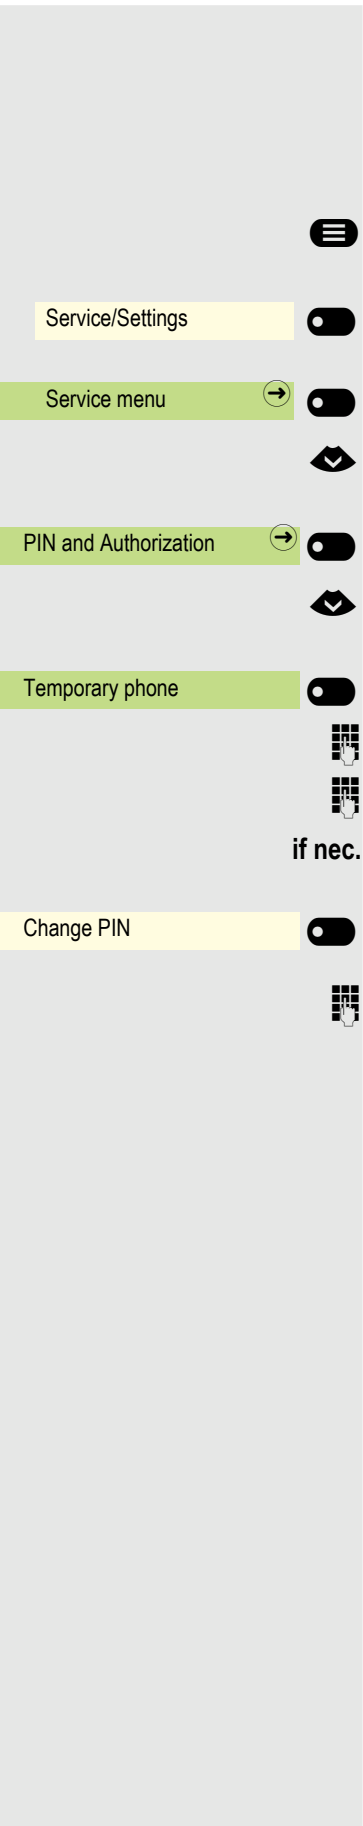 Service/Settings
Service menu
PIN and Authorization
Temporary phone
if nec.
Change PIN